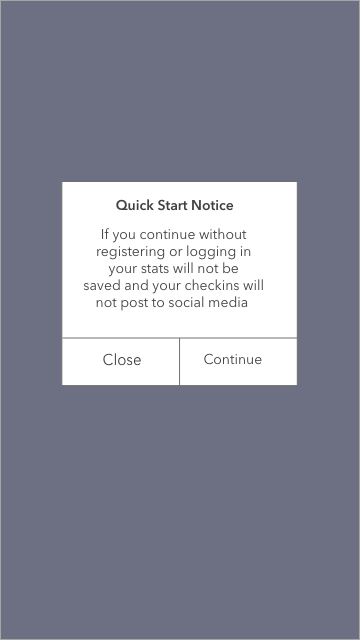 Quick Start Notice
If you continue without
registering or logging in
your stats will not be
saved and your checkins will
not post to social media
Close
Continue